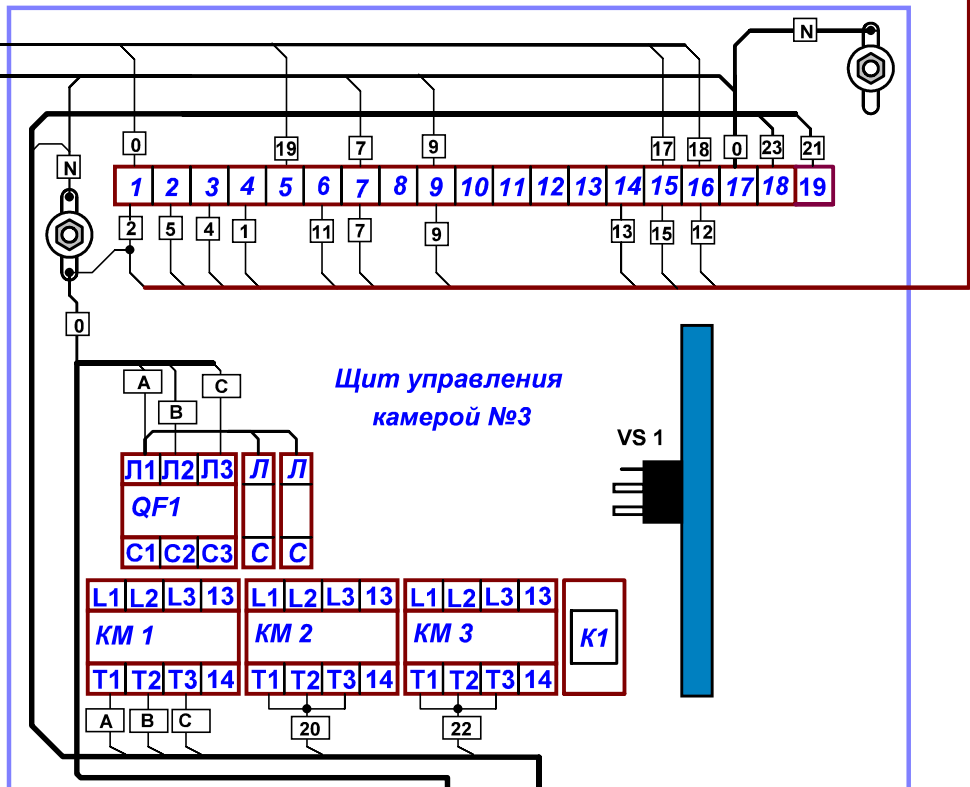 N
0 19 7 9 17 18 0 23 21
N
1 2 3 4 5 6 7 8 9 10 11 12 13 14 15 16 17 18 19
2 5 4 1 11 7 9 13 15 12
0
Щит управления
камерой №3
A B C
VS 1
Л1 Л2 Л3 Л Л
QF1
C1 C2 C3 C C
L1 L2 L3 13 L1 L2 L3 13 L1 L2 L3 13
КМ 1 КМ 2 КМ 3 К1
T1 T2 T3 14 T1 T2 T3 14 T1 T2 T3 14
A B C 20 22